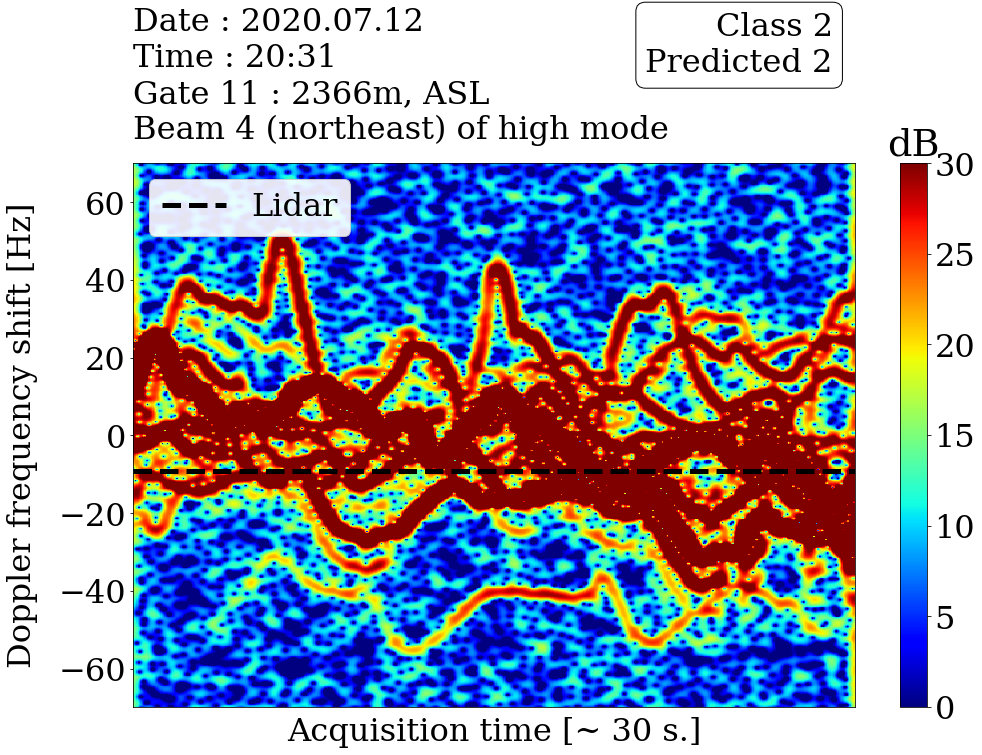 Date : 2020.07.12
Time : 20:31
Gate 11 : 2366m, ASL
Beam 4 (northeast) of high mode
Class 2
Predicted 2
dB
Lidar
60
40
20
0
−20
−40
−60
Doppler frequency shift [Hz]
Acquisition time [~ 30 s.]
30
25
20
15
10
5
0